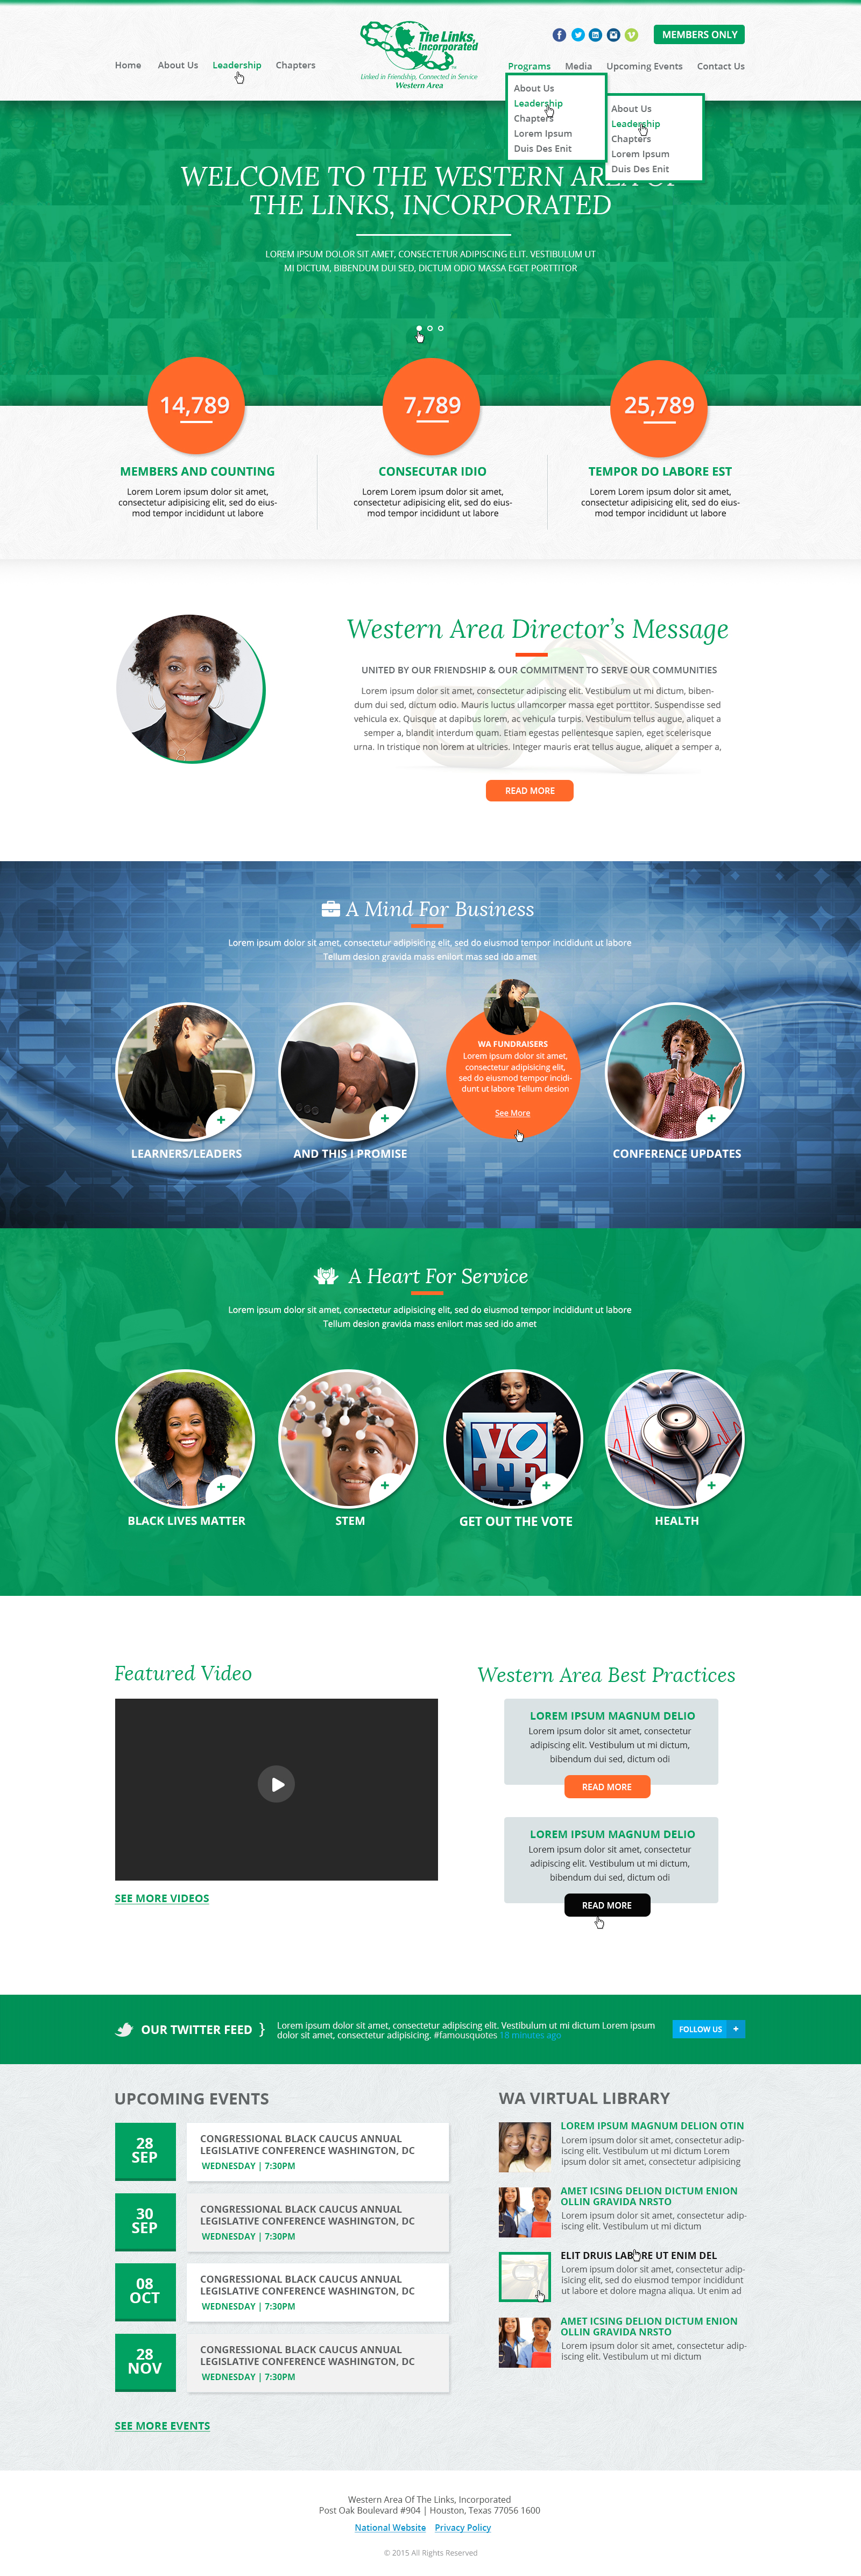 Home About Us Leadership Chapters
The Links,
Incorporated
Linked in Friendship, Connected in Service
Western Area
MEMBERS ONLY
Programs Media Upcoming Events Contact Us
About Us
Leadership
Chapters
Lorem Ipsum
Duis Des Enit
About Us
Leadership
Chapters
Lorem Ipsum
Duis Des Enit
WELCOME TO THE WESTERN AREA OF
THE LINKS, INCORPORATED
LOREM IPSUM DOLOR SIT AMET, CONSECTETUR ADIPISCING ELIT. VESTIBULUM UT
MI DICTUM, BIBENDUM DUI SED, DICTUM ODIO MASSA EGET PORTTITOR
14,789
MEMBERS AND COUNTING
Lorem Lorem ipsum dolor sit amet,
consectetur adipisicing elit, sed do eius-
mod tempor incididunt ut labore
7,789
CONSECUTAR IDIO
Lorem Lorem ipsum dolor sit amet,
consectetur adipisicing elit, sed do eius-
mod tempor incididunt ut labore
25,789
TEMPOR DO LABORE EST
Lorem Lorem ipsum dolor sit amet,
consectetur adipisicing elit, sed do eius-
mod tempor incididunt ut labore
Western Area Director’s Message
UNITED BY OUR FRIENDSHIP & OUR COMMITMENT TO SERVE OUR COMMUNITIES
Lorem ipsum dolor sit amet, consectetur adipiscing elit. Vestibulum ut mi dictum, biben-
dum dui sed, dictum odio. Mauris luctus ullamcorper massa eget porttitor. Suspendisse sed
vehicula ex. Quisque at dapibus lorem, ac vehicula turpis. Vestibulum tellus augue, aliquet a
semper a, blandit interdum quam. Etiam egestas pellentesque sapien, eget scelerisque
urna. In tristique non lorem at ultricies. Integer mauris erat tellus augue, aliquet a semper a,
READ MORE
A Mind For Business
Lorem ipsum dolor sit amet, consectetur adipisicing elit, sed do eiusmod tempor incididunt ut labore
Tellum desion gravida mass enilort mas sed ido amet
LEARNERS/LEADERS
AND THIS I PROMISE
WA FUNDRAISERS
Lorem ipsum dolor sit amet,
consectetur adipisicing elit,
sed do eiusmod tempor incidi-
dunt ut labore Tellum desion
See More
CONFERENCE UPDATES
A Heart For Service
Lorem ipsum dolor sit amet, consectetur adipisicing elit, sed do eiusmod tempor incididunt ut labore
Tellum desion gravida mass enilort mas sed ido amet
VOTE
BLACK LIVES MATTER
STEM
GET OUT THE VOTE
HEALTH
Featured Video
SEE MORE VIDEOS
Western Area Best Practices
LOREM IPSUM MAGNUM DELIO
Lorem ipsum dolor sit amet, consectetur
adipiscing elit. Vestibulum ut mi dictum,
bibendum dui sed, dictum odi
READ MORE
LOREM IPSUM MAGNUM DELIO
Lorem ipsum dolor sit amet, consectetur
adipiscing elit. Vestibulum ut mi dictum,
bibendum dui sed, dictum odi
READ MORE
OUR TWITTER FEED }
Lorem ipsum dolor sit amet, consectetur adipiscing elit. Vestibulum ut mi dictum Lorem ipsum
dolor sit amet, consectetur adipisicing. #famousquotes 18 minutes ago
FOLLOW US +
UPCOMING EVENTS
28
SEP
CONGRESSIONAL BLACK CAUCUS ANNUAL
LEGISLATIVE CONFERENCE WASHINGTON, DC
WEDNESDAY | 7:30PM
30
SEP
CONGRESSIONAL BLACK CAUCUS ANNUAL
LEGISLATIVE CONFERENCE WASHINGTON, DC
WEDNESDAY | 7:30PM
08
OCT
CONGRESSIONAL BLACK CAUCUS ANNUAL
LEGISLATIVE CONFERENCE WASHINGTON, DC
WEDNESDAY | 7:30PM
28
NOV
CONGRESSIONAL BLACK CAUCUS ANNUAL
LEGISLATIVE CONFERENCE WASHINGTON, DC
WEDNESDAY | 7:30PM
SEE MORE EVENTS
WA VIRTUAL LIBRARY
LOREM IPSUM MAGNUM DELION OTIN
Lorem ipsum dolor sit amet, consectetur adip-
iscing elit. Vestibulum ut mi dictum Lorem
ipsum dolor sit amet, consectetur adipisicing
AMET ICSING DELION DICTUM ENION
OLLIN GRAVIDA NRSTO
Lorem ipsum dolor sit amet, consectetur adip-
iscing elit. Vestibulum ut mi dictum
ELIT DRUIS LABORE UT ENIM DEL
Lorem ipsum dolor sit amet, consectetur adip-
isicing elit, sed do eiusmod tempor incididunt
ut labore et dolore magna aliqua. Ut enim ad
AMET ICSING DELION DICTUM ENION
OLLIN GRAVIDA NRSTO
Lorem ipsum dolor sit amet, consectetur adip-
iscing elit. Vestibulum ut mi dictum
Western Area Of The Links, Incorporated
Post Oak Boulevard #904 | Houston, Texas 77056 1600
National Website Privacy Policy
© 2015 All Rights Reserved